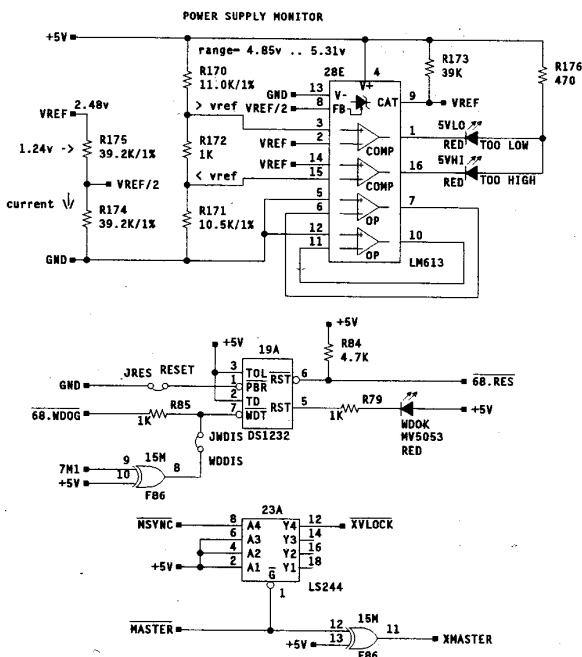 POWER SUPPLY MONITOR
+5V
range= 4.85v .. 5.31v
R170
11.0K/1%
28E
4
V+
R173
39K
R176
470
GND
13
V-
VREF/2
8
FB
CAT
9
VREF
2.48v
VREF
> vref
3
VREF
2
COMP
1
5VLO
RED
TOO LOW
1.24v ->
R175
39.2K/1%
R172
1K
VREF
14
15
COMP
16
5VHI
RED
TOO HIGH
VREF/2
< vref
current
R174
39.2K/1%
R171
10.5K/1%
5
6
OP
7
12
11
OP
10
GND
LM613
+5V
19A
+5V
R84
4.7K
JRES
RESET
GND
3
TOL
1
PBR
2
TD
RST
6
68.RES
68.WDOG
R85
1K
7
WDT
RST
5
DS1232
R79
1K
WDOK
MV5053
RED
+5V
JWDIS
WDDIS
15M
7M1
9
+5V
10
8
F86
23A
MSYNC
8
A4
Y4
12
XVLOCK
6
A3
Y3
14
4
A2
Y2
16
+5V
2
A1
Y1
18
G
LS244
1
MASTER
12
15M
+5V
13
11
XMASTER
F86